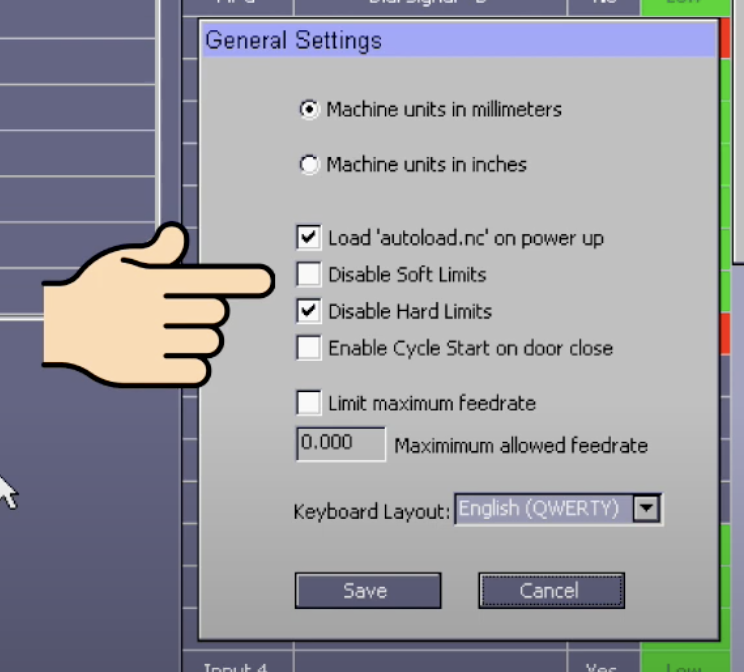 General Settings
Machine units in millimeters
Machine units in inches
Load 'autoload.nc' on power up
Disable Soft Limits
Disable Hard Limits
Enable Cycle Start on door close
Limit maximum feedrate
0.000 Maximimum allowed feedrate
Keyboard Layout: English (QWERTY)
Save Cancel
Input 4 Yes Low